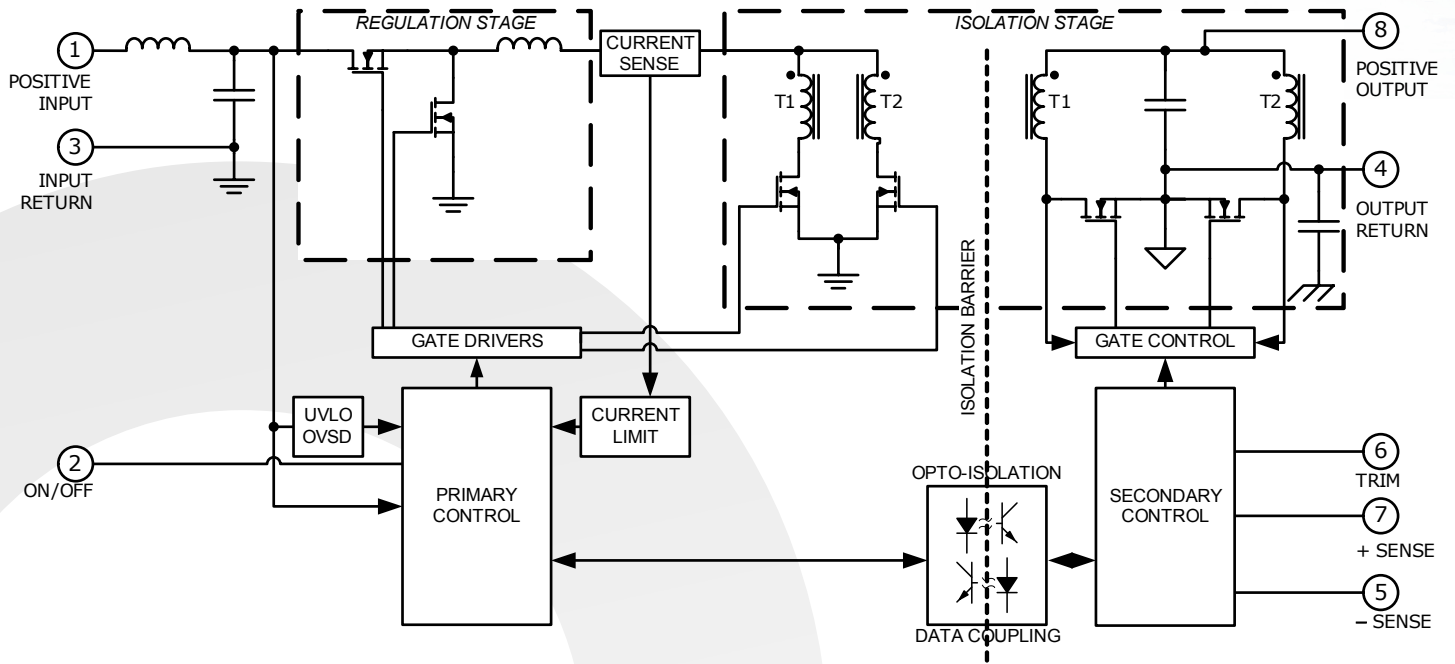 REGULATION STAGE
ISOLATION STAGE
1
POSITIVE
INPUT
3
INPUT
RETURN
CURRENT
SENSE
T1
T2
T1
T2
8
POSITIVE
OUTPUT
4
OUTPUT
RETURN
ISOLATION BARRIER
GATE DRIVERS
GATE CONTROL
UVLO
OVSD
CURRENT
LIMIT
2
ON/OFF
PRIMARY
CONTROL
OPTO-ISOLATION
DATA COUPLING
SECONDARY
CONTROL
6
TRIM
7
+ SENSE
5
– SENSE